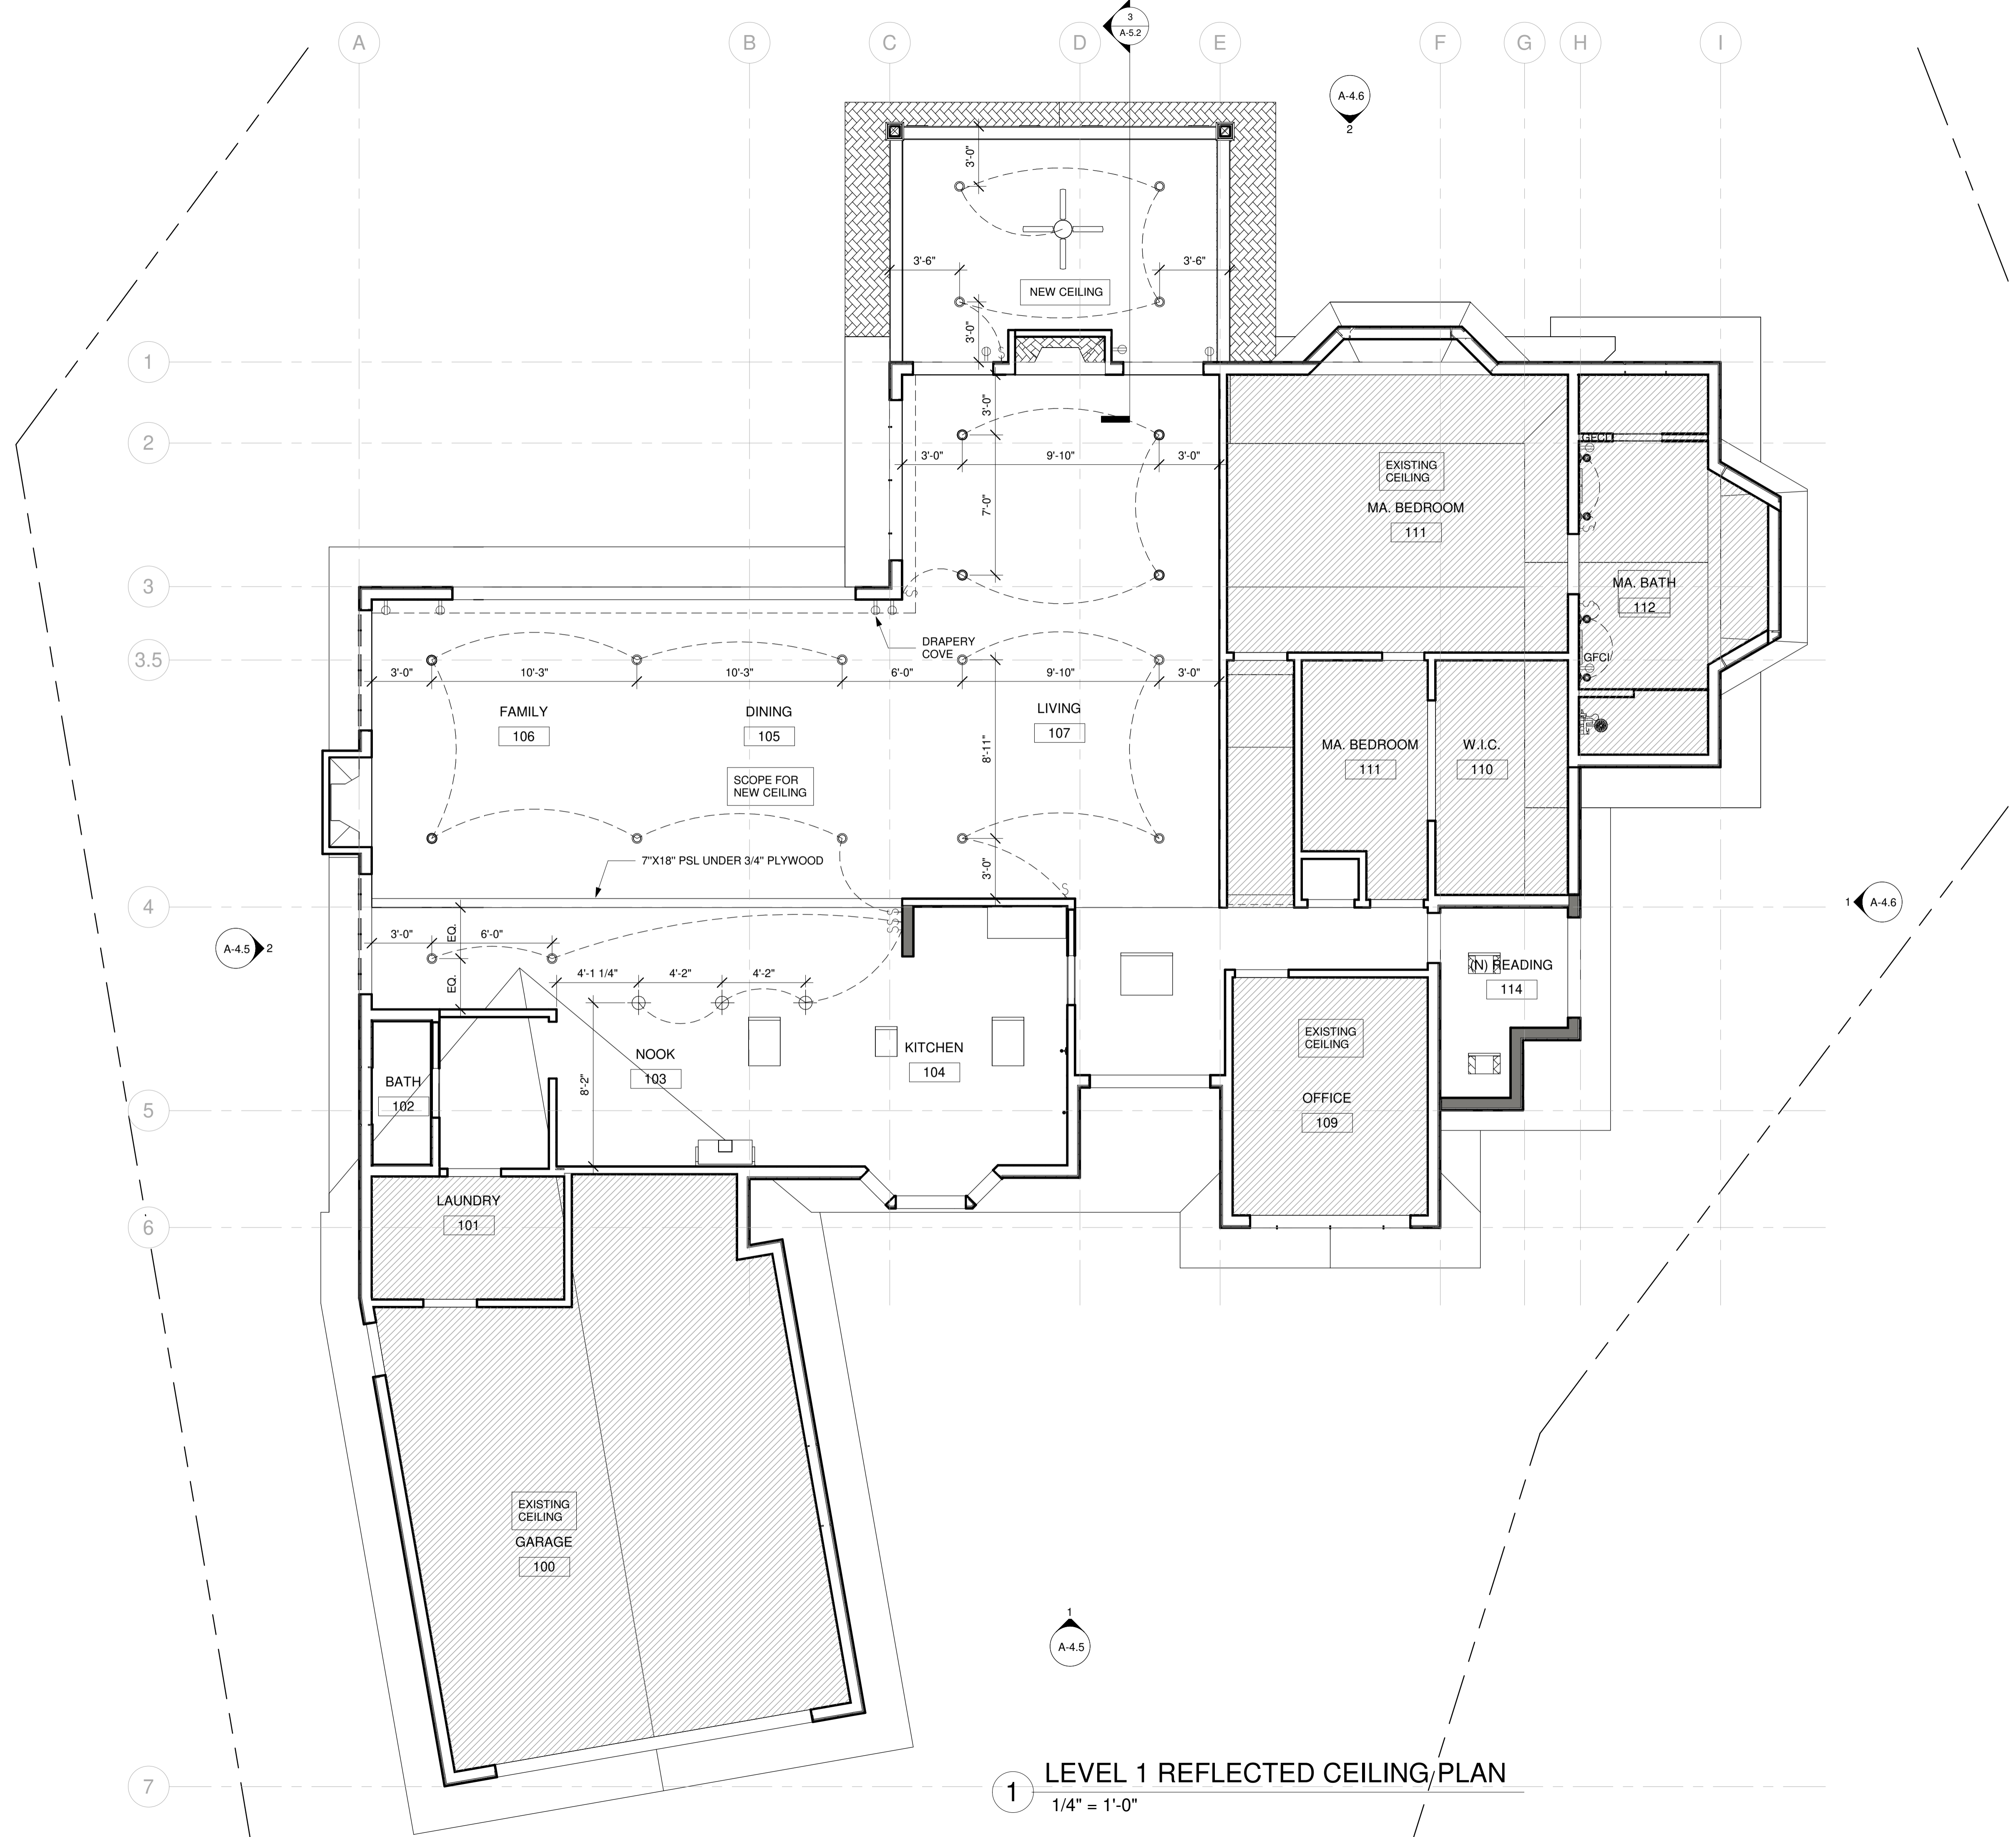 A
B
C
D
E
F
G
H
I
3
A-5.2
A-4.6
2
3'-0"
3'-6"
3'-6"
NEW CEILING
3'-0"
1
2
3'-0"
3'-0"
9'-10"
3'-0"
7'-0"
EXISTING
CEILING
MA. BEDROOM
111
GFCI
MA. BATH
112
GFCI
3
DRAPERY
COVE
3.5
3'-0"
10'-3"
10'-3"
6'-0"
9'-10"
3'-0"
FAMILY
106
DINING
105
LIVING
107
8'-11"
MA. BEDROOM
111
W.I.C.
110
SCOPE FOR
NEW CEILING
7"X18" PSL UNDER 3/4" PLYWOOD
3'-0"
S
4
1
A-4.6
A-4.5
2
3'-0"
EQ.
6'-0"
EQ.
S
S
S
4'-1 1/4"
4'-2"
4'-2"
(N) READING
114
8'-2"
NOOK
103
KITCHEN
104
EXISTING
CEILING
OFFICE
109
BATH
102
5
LAUNDRY
101
6
EXISTING
CEILING
GARAGE
100
1
A-4.5
7
1
LEVEL 1 REFLECTED CEILING PLAN
1/4" = 1'-0"